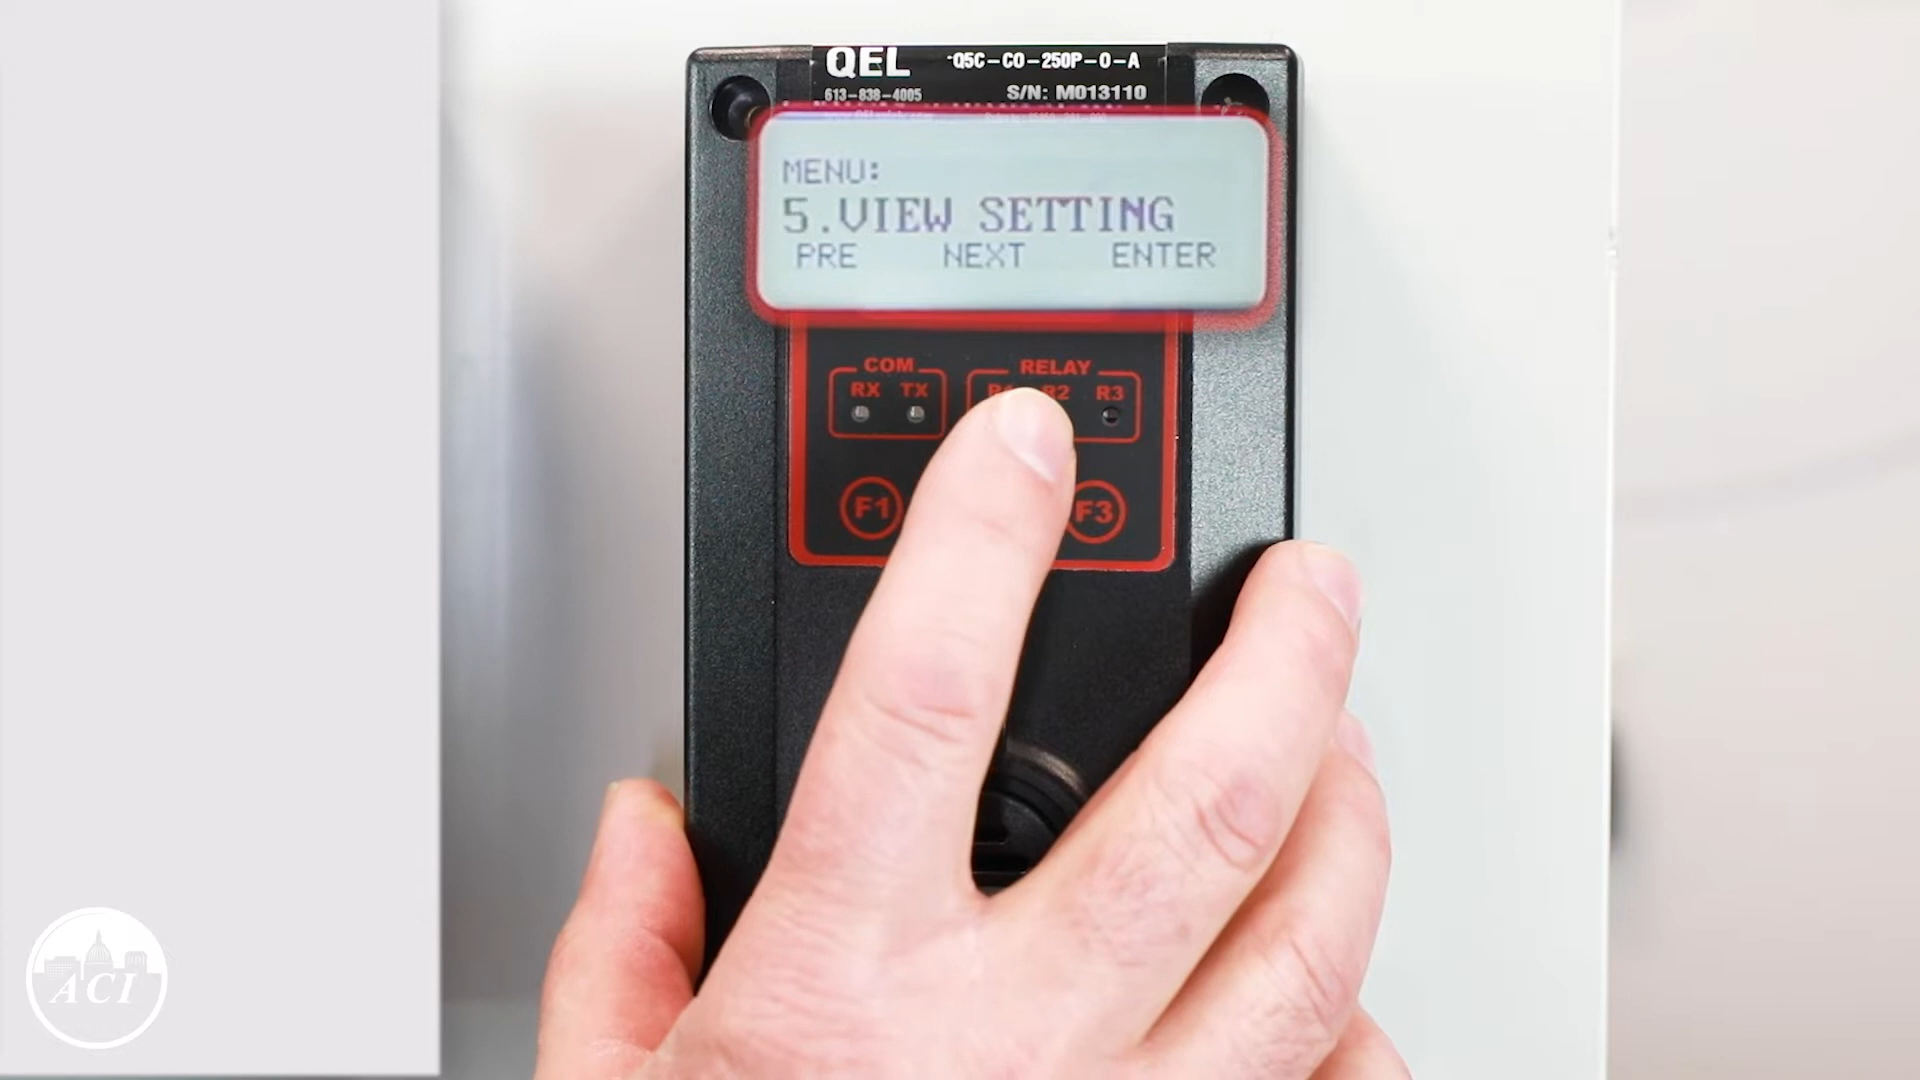 QEL
Q5C-CO-250P-0-A
613-838-4005
S/N: M013110
MENU:
5.VIEW SETTING
PRE NEXT ENTER
COM
RELAY
RX TX
R2 R3
F1
F3
ACI